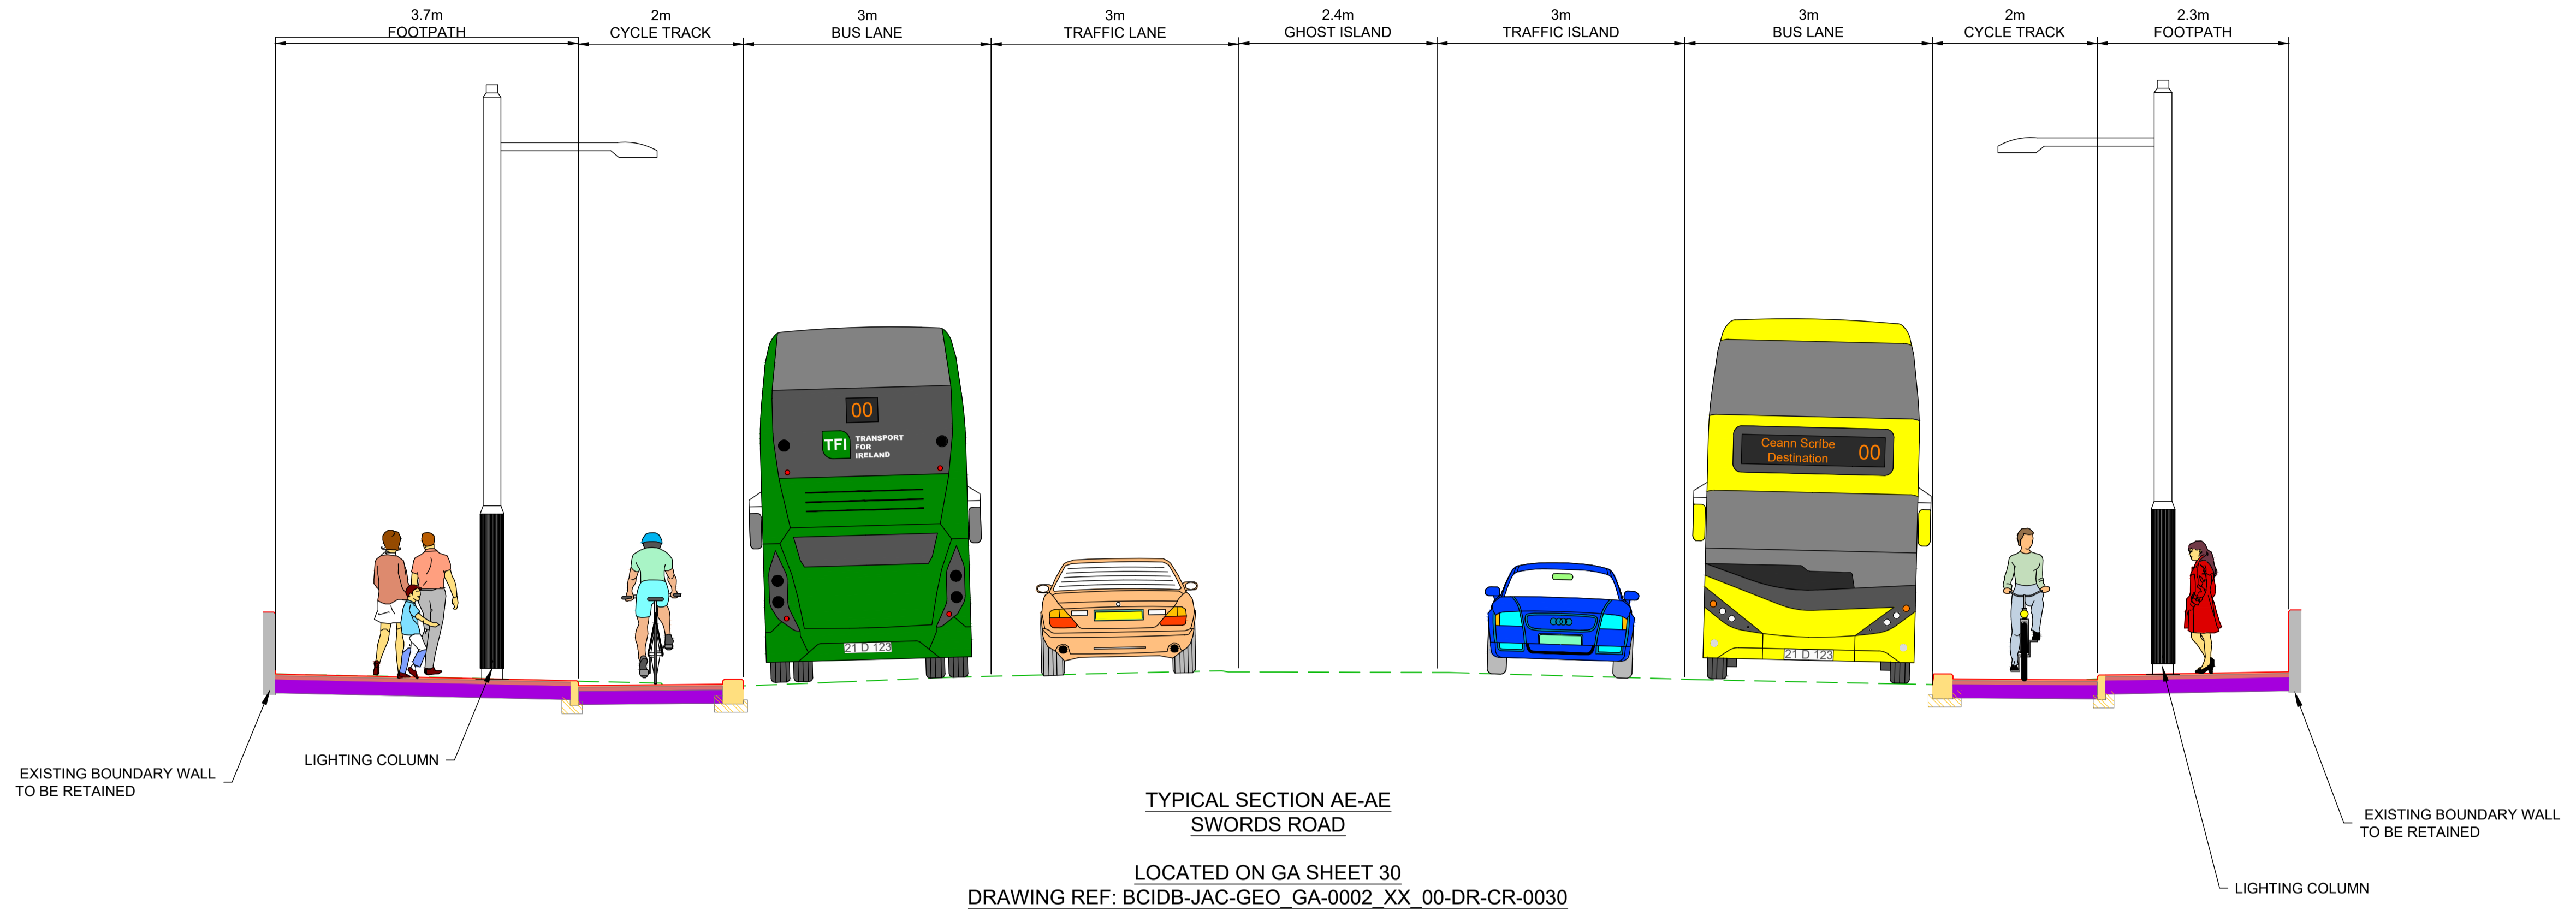 3.7m
FOOTPATH
2m
CYCLE TRACK
3m
BUS LANE
3m
TRAFFIC LANE
2.4m
GHOST ISLAND
3m
TRAFFIC ISLAND
3m
BUS LANE
2m
CYCLE TRACK
2.3m
FOOTPATH
00
TFI
TRANSPORT
FOR
IRELAND
21 D 123
Ceann Scríbe
Destination
00
21 D 123
EXISTING BOUNDARY WALL
TO BE RETAINED
LIGHTING COLUMN
EXISTING BOUNDARY WALL
TO BE RETAINED
LIGHTING COLUMN
TYPICAL SECTION AE-AE
SWORDS ROAD
LOCATED ON GA SHEET 30
DRAWING REF: BCIDB-JAC-GEO_GA-0002_XX_00-DR-CR-0030